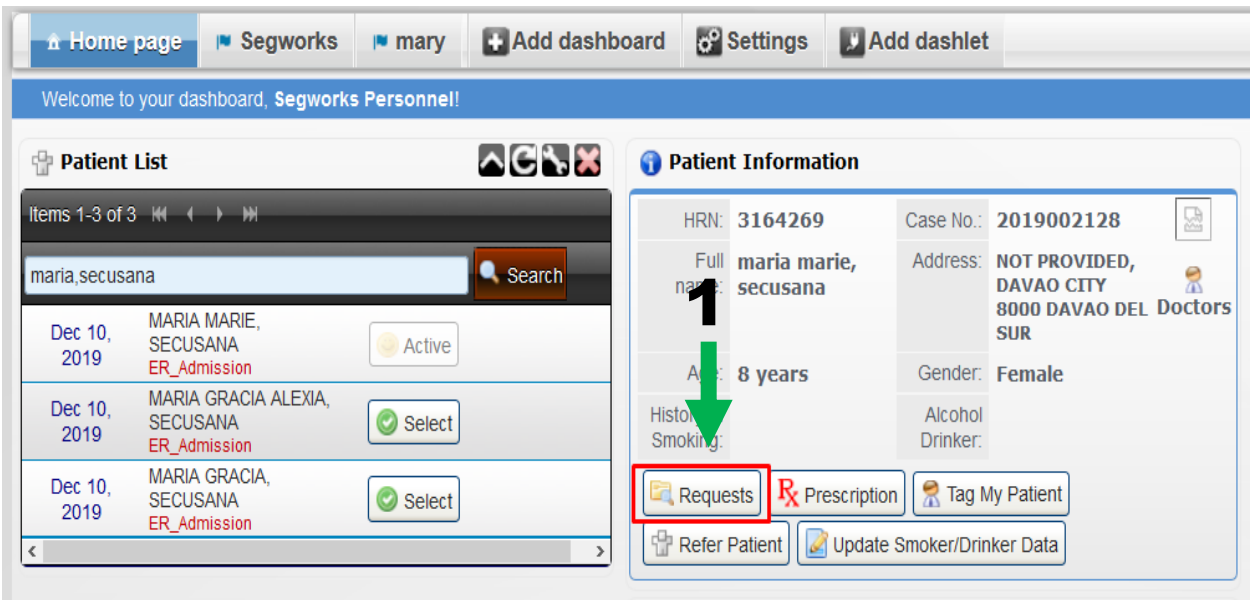 Home page Segworks mary Add dashboard Settings Add dashlet
Welcome to your dashboard, Segworks Personnel!
Patient List
Items 1-3 of 3
maria,secusana Search
Dec 10, 2019
MARIA MARIE, SECUSANA
ER_Admission
Active
Dec 10, 2019
MARIA GRACIA ALEXIA, SECUSANA
ER_Admission
Select
Dec 10, 2019
MARIA GRACIA, SECUSANA
ER_Admission
Select
Patient Information
HRN: 3164269 Case No.: 2019002128
Full name: maria marie, secusana
Address: NOT PROVIDED,
DAVAO CITY
8000 DAVAO DEL
SUR
Doctors
1
Age: 8 years Gender: Female
Smoking:
Alcohol
Drinker:
Requests Rx Prescription Tag My Patient
Refer Patient Update Smoker/Drinker Data